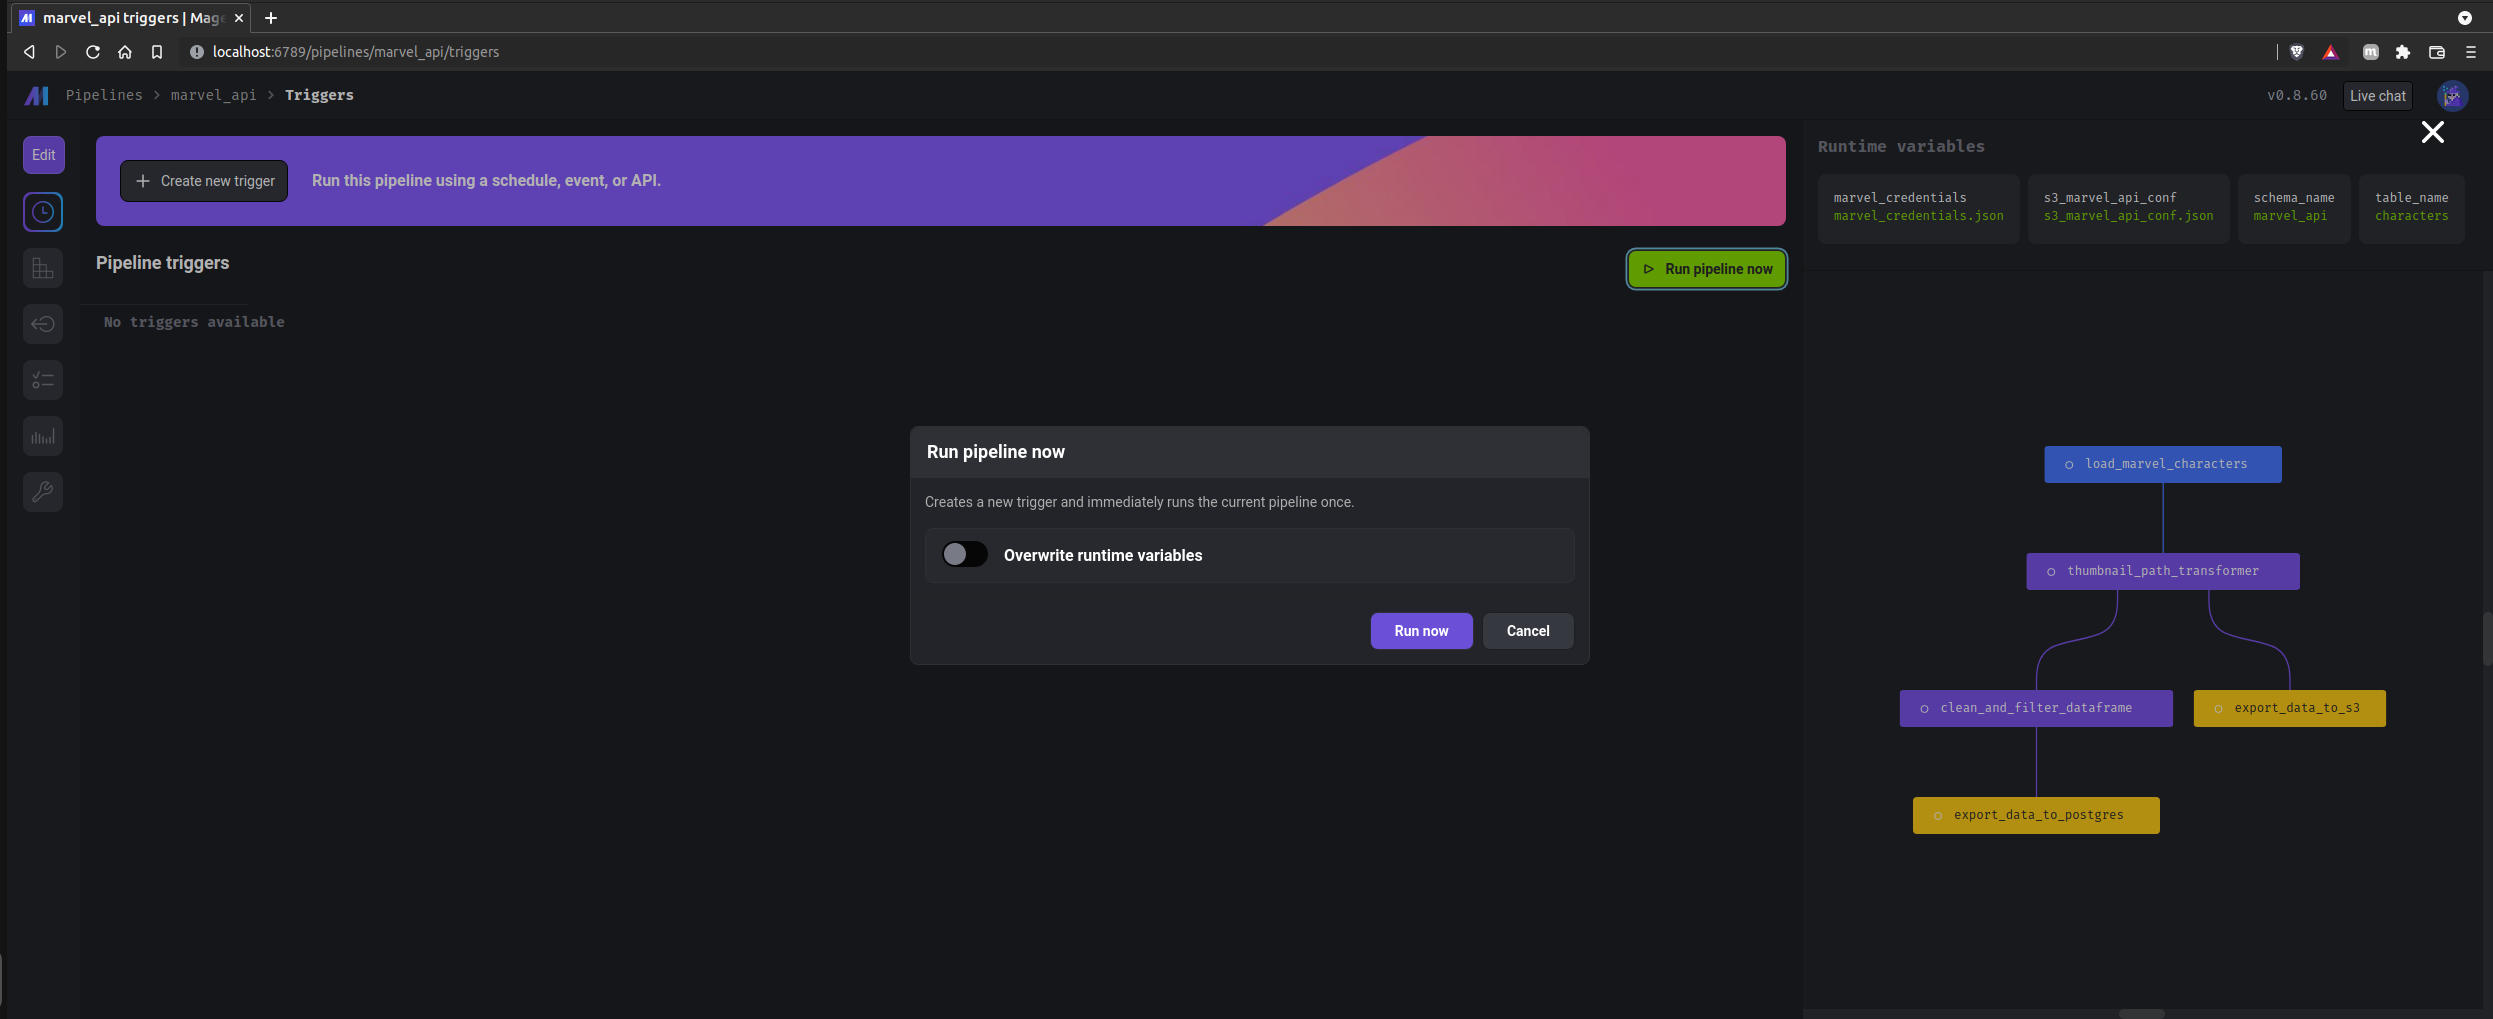 marvel_api triggers | Mage
localhost:6789/pipelines/marvel_api/triggers
Pipelines > marvel_api > Triggers
v0.8.60
Live chat
Edit
Create new trigger
Run this pipeline using a schedule, event, or API.
Pipeline triggers
Run pipeline now
No triggers available
Runtime variables
marvel_credentials
marvel_credentials.json
s3_marvel_api_conf
s3_marvel_api_conf.json
schema_name
marvel_api
table_name
characters
Run pipeline now
Creates a new trigger and immediately runs the current pipeline once.
Overwrite runtime variables
Run now
Cancel
load_marvel_characters
thumbnail_path_transformer
clean_and_filter_dataframe
export_data_to_s3
export_data_to_postgres